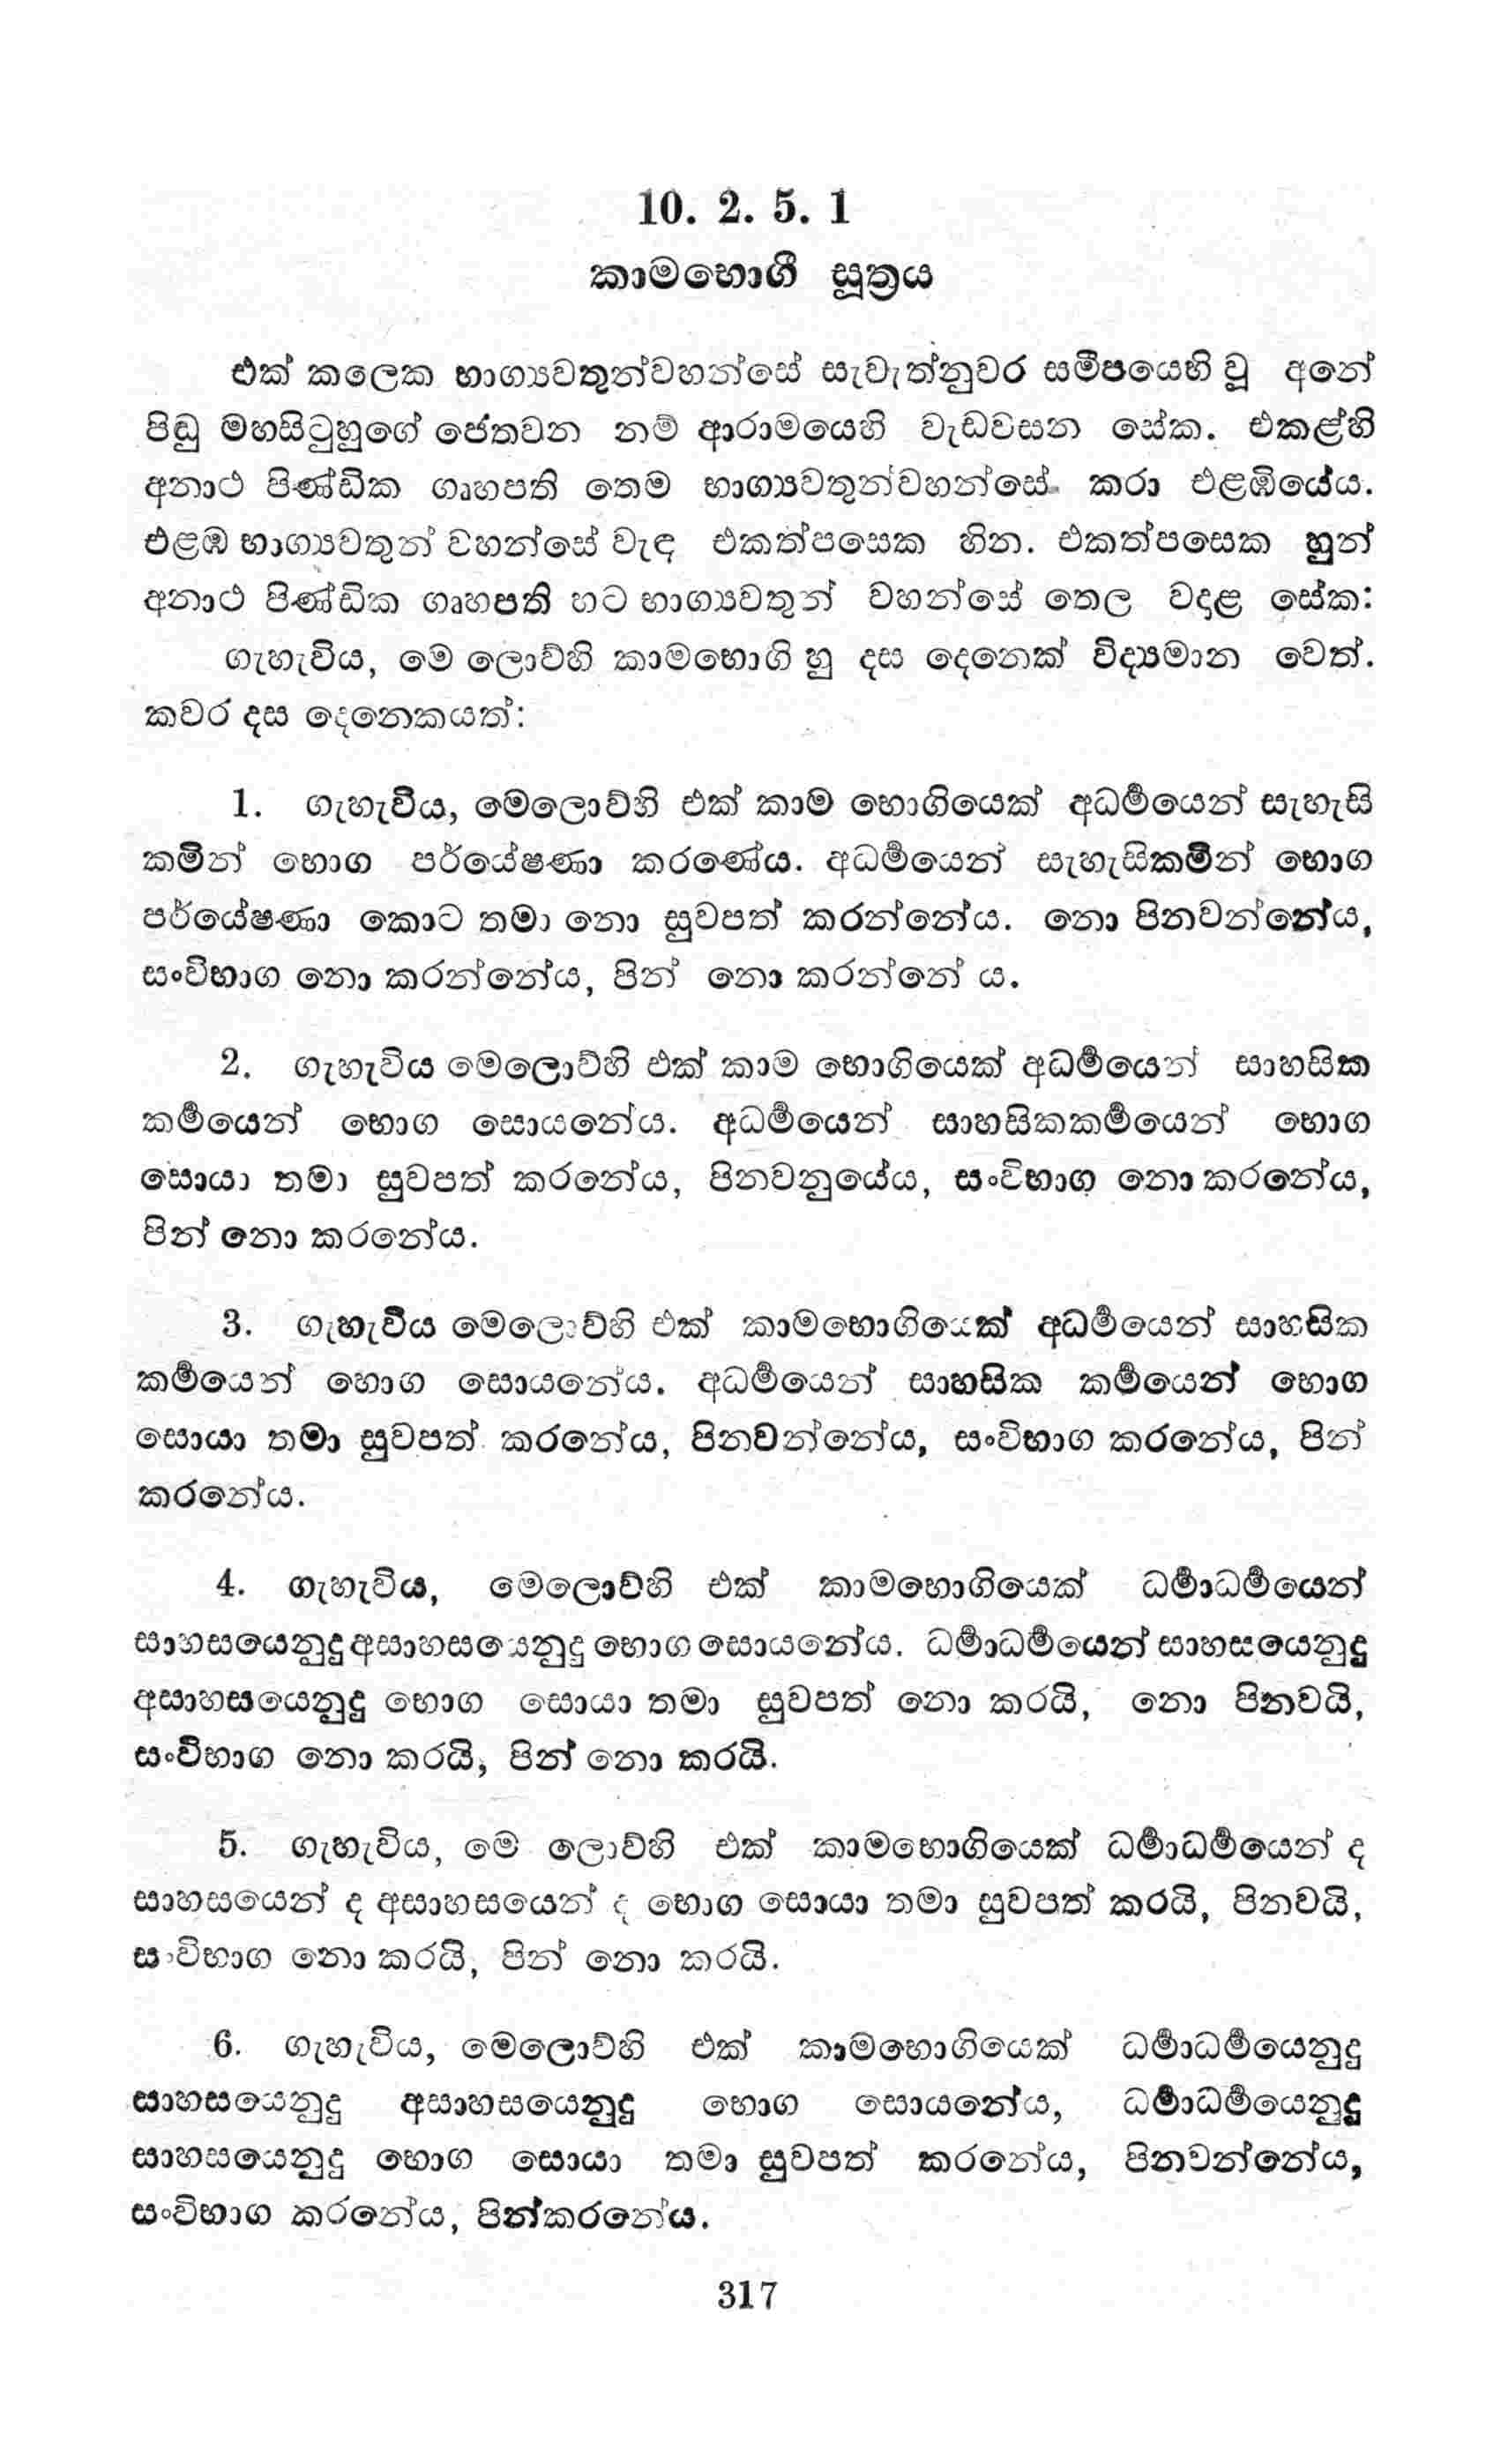 10. 2. 5. 1
කාමභොගී සූත්‍රය
එක් කලෙක භාග්‍යවතුන්වහන්සේ සැවැත්නුවර සමීපයෙහි වූ අනේ
පිඬු මහසිටුහුගේ ජෙතවන නම් ආරාමයෙහි වැඩවසන සේක. එකළ්හි
අනාථ පිණ්ඩික ගෘහපති තෙම භාග්‍යවතුන්වහන්සේ කරා එළඹියේය.
එළඹ භාග්‍යවතුන් වහන්සේ වැඳ එකත්පසෙක හින. එකත්පසෙක හුන්
අනාථ පිණ්ඩික ගෘහපති හට භාග්‍යවතුන් වහන්සේ තෙල වදළ සේක:
ගැහැවිය, මෙ ලොව්හි කාමභොගි හු දස දෙනෙක් විද්‍යමාන වෙත්.
කවර දස දෙනෙකයත්:
1. ගැහැවිය, මෙලොව්හි එක් කාම භොගියෙක් අධර්‍මයෙන් සැහැසි
කමින් භොග පර්යේෂණා කරණේය. අධර්‍මයෙන් සැහැසිකමින් භොග
පර්යේෂණා කොට තමා නො සුවපත් කරන්නේය. නො පිනවන්නේය,
සංවිභාග නො කරන්නේය, පින් නො කරන්නේ ය.
2. ගැහැවිය මෙලොව්හි එක් කාම භොගියෙක් අධර්‍මයෙන් සාහසික
කර්‍මයෙන් භොග සොයනේය. අධර්‍මයෙන් සාහසිකකර්‍මයෙන් භොග
සොයා තමා සුවපත් කරනේය, පිනවනුයේය, සංවිභාග නො කරනේය,
පින් නො කරනේය.
3. ගැහැවිය මෙලොව්හි එක් කාමභොගියෙක් අධර්‍මයෙන් සාහසික
කර්‍මයෙන් භොග සොයනේය. අධර්‍මයෙන් සාහසික කර්‍මයෙන් භොග
සොයා තමා සුවපත් කරනේය, පිනවන්නේය, සංවිභාග කරනේය, පින්
කරනේය.
4. ගැහැවිය, මෙලොව්හි එක් කාමභොගියෙක් ධර්‍මාධර්‍මයෙන්
සාහසයෙනුදු අසාහසයෙනුදු භොග සොයනේය. ධර්‍මාධර්‍මයෙන් සාහසයෙනුදු
අසාහසයෙනුදු භොග සොයා තමා සුවපත් නො කරයි, නො පිනවයි,
සංවිභාග නො කරයි, පින් නො කරයි.
5. ගැහැවිය, මෙ ලොව්හි එක් කාමභොගියෙක් ධර්‍මාධර්‍මයෙන් ද
සාහසයෙන් ද අසාහසයෙන් ද භොග සොයා තමා සුවපත් කරයි, පිනවයි,
සංවිභාග නො කරයි, පින් නො කරයි.
6. ගැහැවිය, මෙලොව්හි එක් කාමභොගියෙක් ධර්‍මාධර්‍මයෙනුදු
සාහසයෙනුදු අසාහසයෙනුදු භොග සොයනේය, ධර්‍මාධර්‍මයෙනුදු
සාහසයෙනුදු භොග සොයා තමා සුවපත් කරනේය, පිනවන්නේය,
සංවිභාග කරනේය, පින්කරනේය.
317